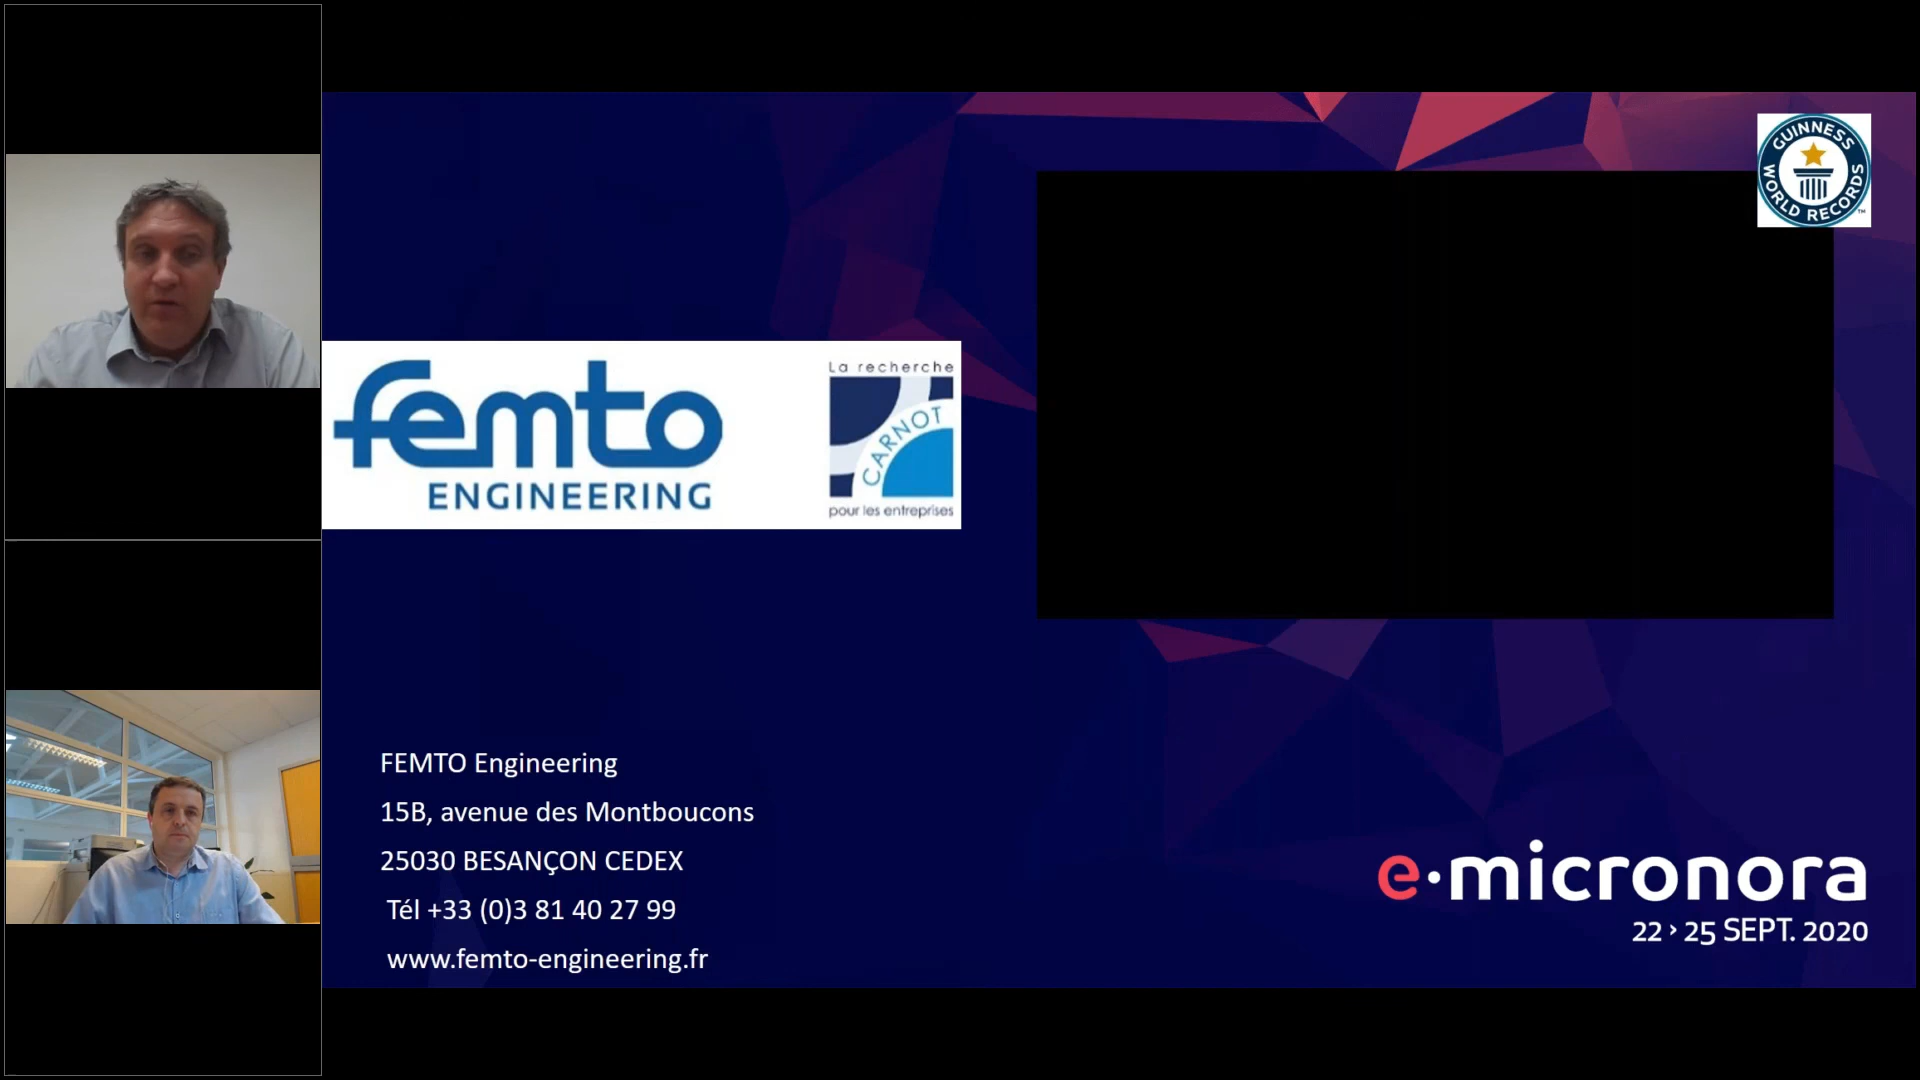 GUINNESS
WORLD RECORDS
TM
femto
ENGINEERING
La recherche
CARNOT
pour les entreprises
FEMTO Engineering
15B, avenue des Montboucons
25030 BESANÇON CEDEX
Tél +33 (0)3 81 40 27 99
www.femto-engineering.fr
e·micronora
22 > 25 SEPT. 2020